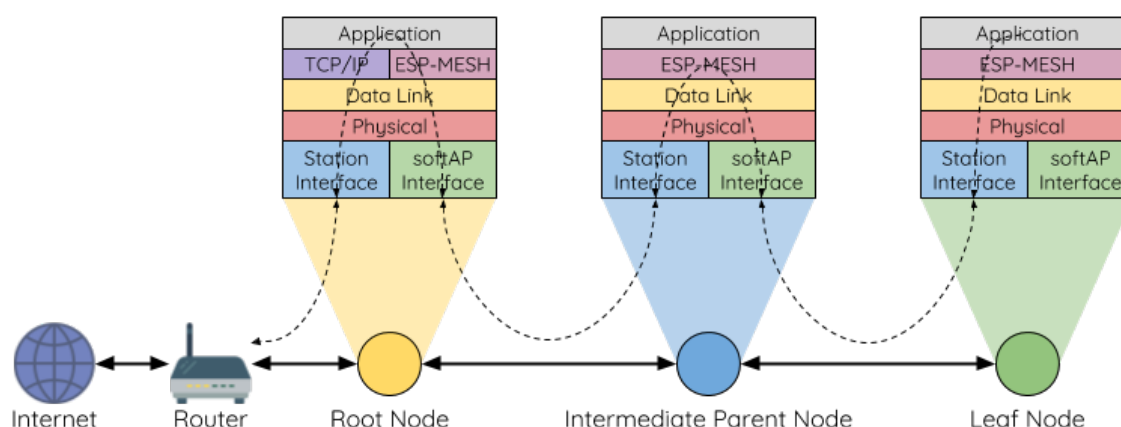 Application
TCP/IP ESP-MESH
Data Link
Physical
Station Interface
softAP Interface
Application
ESP-MESH
Data Link
Physical
Station Interface
softAP Interface
Application
ESP-MESH
Data Link
Physical
Station Interface
softAP Interface
Internet
Router
Root Node
Intermediate Parent Node
Leaf Node